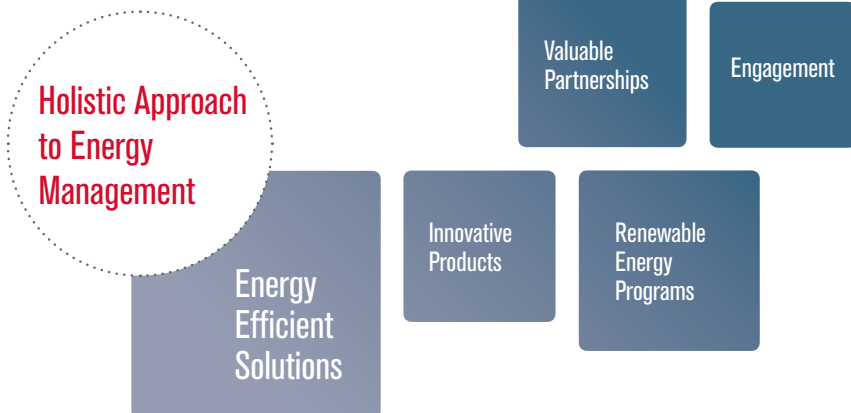 Holistic Approach
to Energy
Management
Valuable
Partnerships
Engagement
Energy
Efficient
Solutions
Innovative
Products
Renewable
Energy
Programs